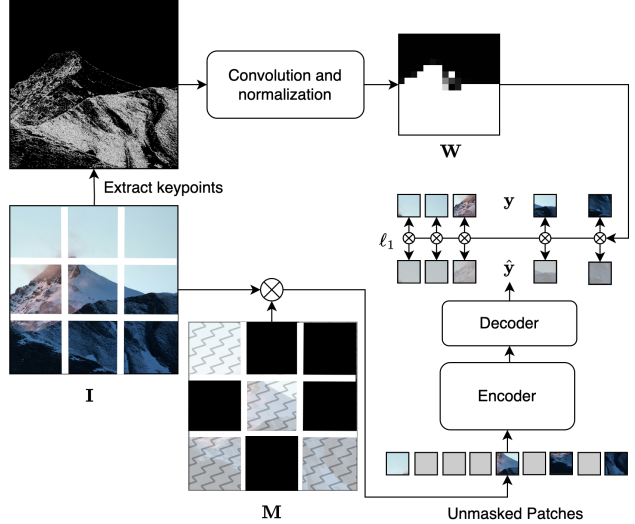 Convolution and
normalization
W
Extract keypoints
y
ℓ₁
ŷ
Decoder
I
Encoder
M
Unmasked Patches